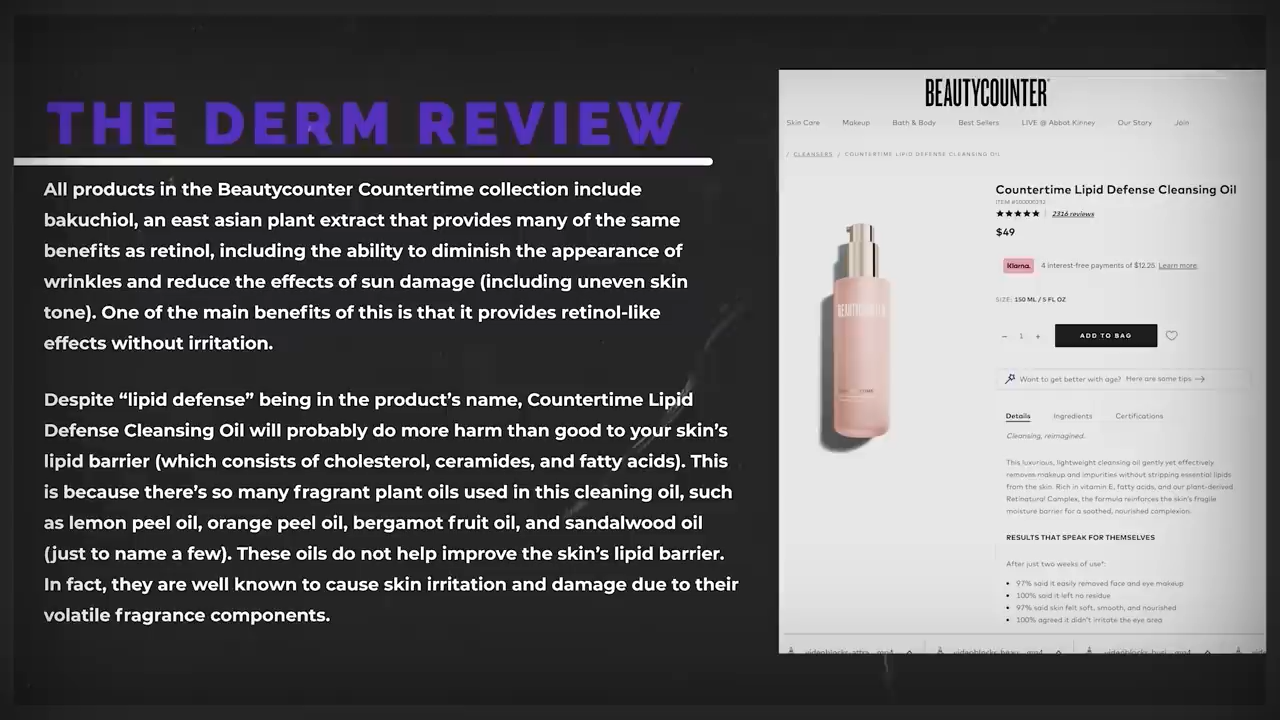 THE DERM REVIEW
All products in the Beautycounter Countertime collection include
bakuchiol, an east asian plant extract that provides many of the same
benefits as retinol, including the ability to diminish the appearance of
wrinkles and reduce the effects of sun damage (including uneven skin
tone). One of the main benefits of this is that it provides retinol-like
effects without irritation.
Despite “lipid defense” being in the product’s name, Countertime Lipid
Defense Cleansing Oil will probably do more harm than good to your skin’s
lipid barrier (which consists of cholesterol, ceramides, and fatty acids). This
is because there’s so many fragrant plant oils used in this cleaning oil, such
as lemon peel oil, orange peel oil, bergamot fruit oil, and sandalwood oil
(just to name a few). These oils do not help improve the skin’s lipid barrier.
In fact, they are well known to cause skin irritation and damage due to their
volatile fragrance components.
BEAUTYCOUNTER
Skin Care Makeup Bath & Body Best Sellers LIVE @ Abbot Kinney Our Story Join
/ CLEANSERS / COUNTERTIME LIPID DEFENSE CLEANSING OIL
Countertime Lipid Defense Cleansing Oil
2316 reviews
$49
Klarna. 4 interest-free payments of $12.25. Learn more
SIZE: 150 ML / 5 FL OZ
– 1 + ADD TO BAG
Want to get better with age? Here are some tips
Details Ingredients Certifications
Cleansing, reimagined.
This luxurious, lightweight cleansing oil gently yet effectively
removes makeup and impurities without stripping essential lipids
from the skin. Rich in vitamin E, fatty acids, and our plant-derived
Retinatural Complex, the formula reinforces the skin's fragile
moisture barrier for a soothed, nourished complexion.
RESULTS THAT SPEAK FOR THEMSELVES
After just two weeks of use*:
• 97% said it easily removed face and eye makeup
• 100% said it left no residue
• 97% said skin felt soft, smooth, and nourished
• 100% agreed it didn't irritate the eye area
BEAUTYCOUNTER